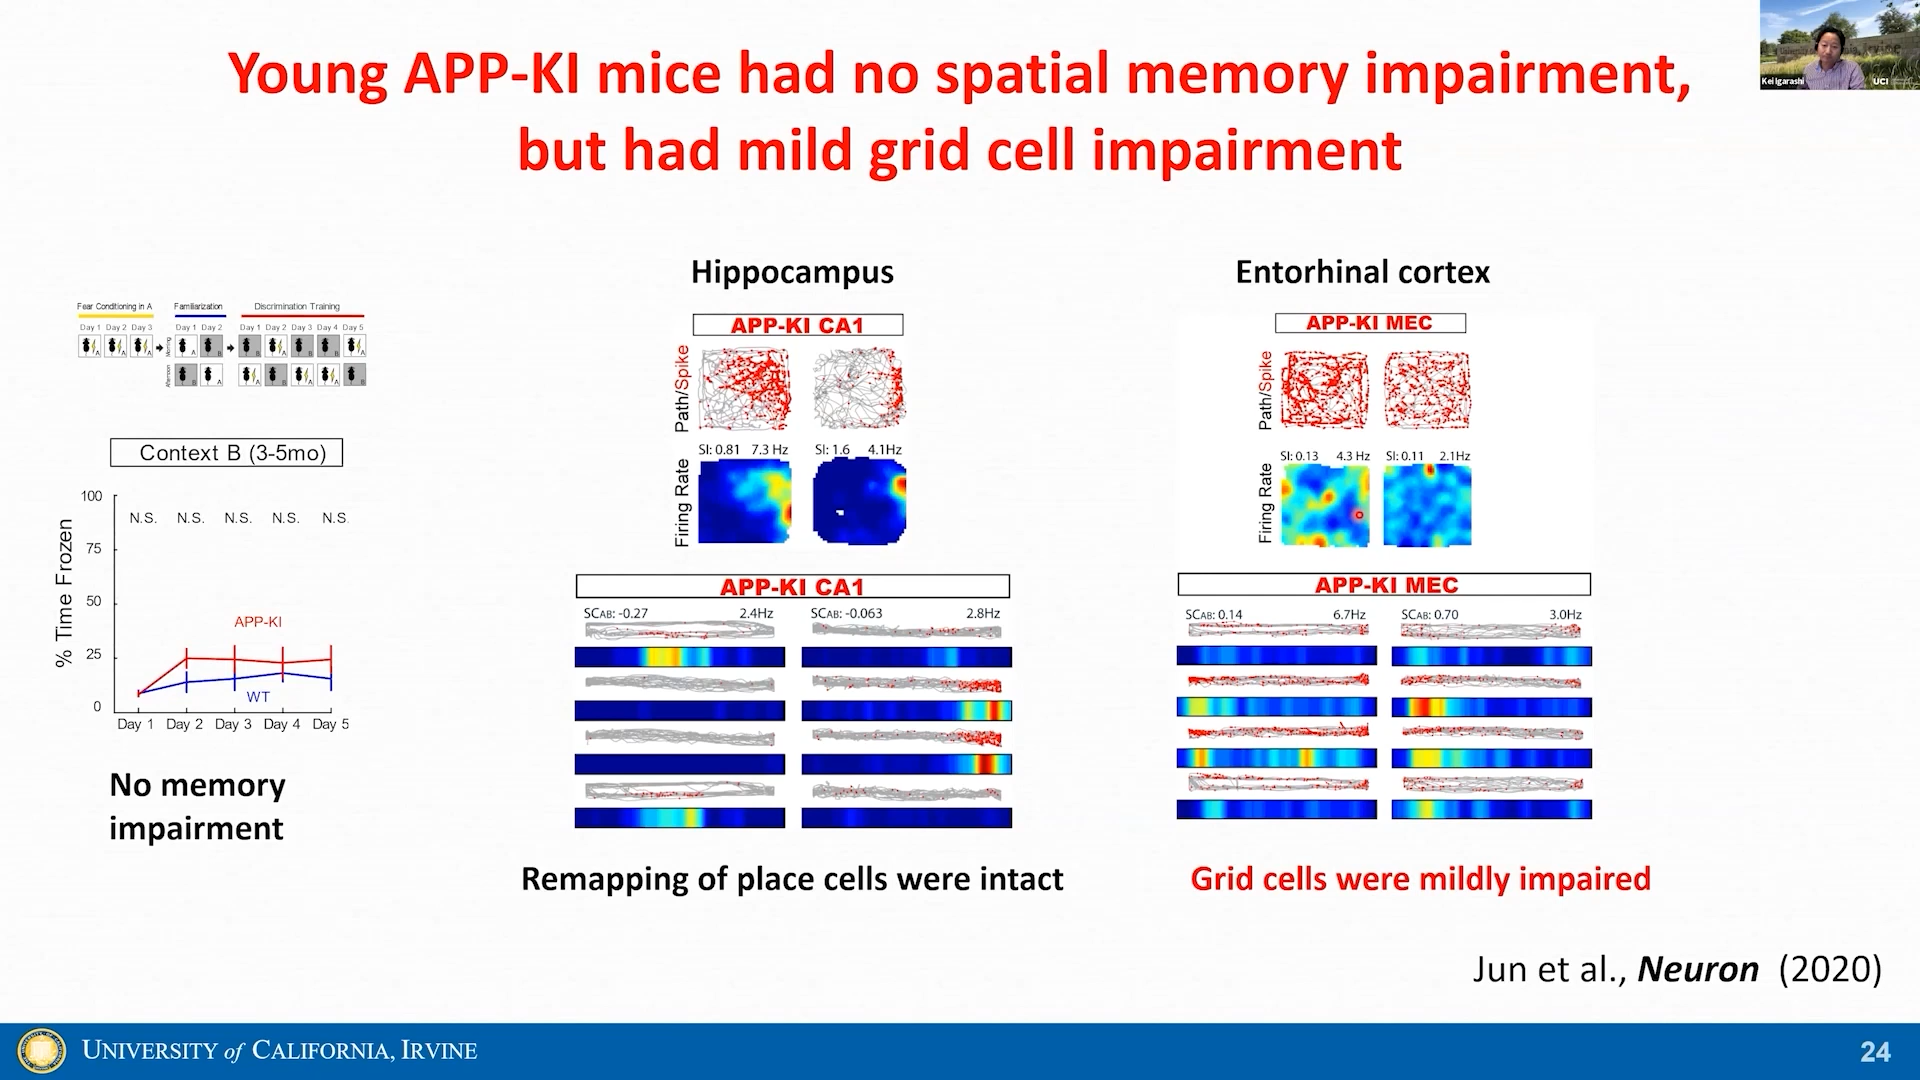 Young APP-KI mice had no spatial memory impairment,
but had mild grid cell impairment
Kei Igarashi
UCI
Fear Conditioning in A
Familiarization
Discrimination Training
Day 1 Day 2 Day 3
Day 1 Day 2
Day 1 Day 2 Day 3 Day 4 Day 5
Morning
Afternoon
Context B (3-5mo)
% Time Frozen
100
75
50
25
0
N.S. N.S. N.S. N.S. N.S.
APP-KI
WT
Day 1 Day 2 Day 3 Day 4 Day 5
No memory
impairment
Hippocampus
APP-KI CA1
Path/Spike
SI: 0.81 7.3 Hz SI: 1.6 4.1Hz
Firing Rate
APP-KI CA1
SCAB: -0.27 2.4Hz SCAB: -0.063 2.8Hz
Remapping of place cells were intact
Entorhinal cortex
APP-KI MEC
Path/Spike
SI: 0.13 4.3 Hz SI: 0.11 2.1Hz
Firing Rate
APP-KI MEC
SCAB: 0.14 6.7Hz SCAB: 0.70 3.0Hz
Grid cells were mildly impaired
Jun et al., Neuron (2020)
UNIVERSITY of CALIFORNIA, IRVINE
24